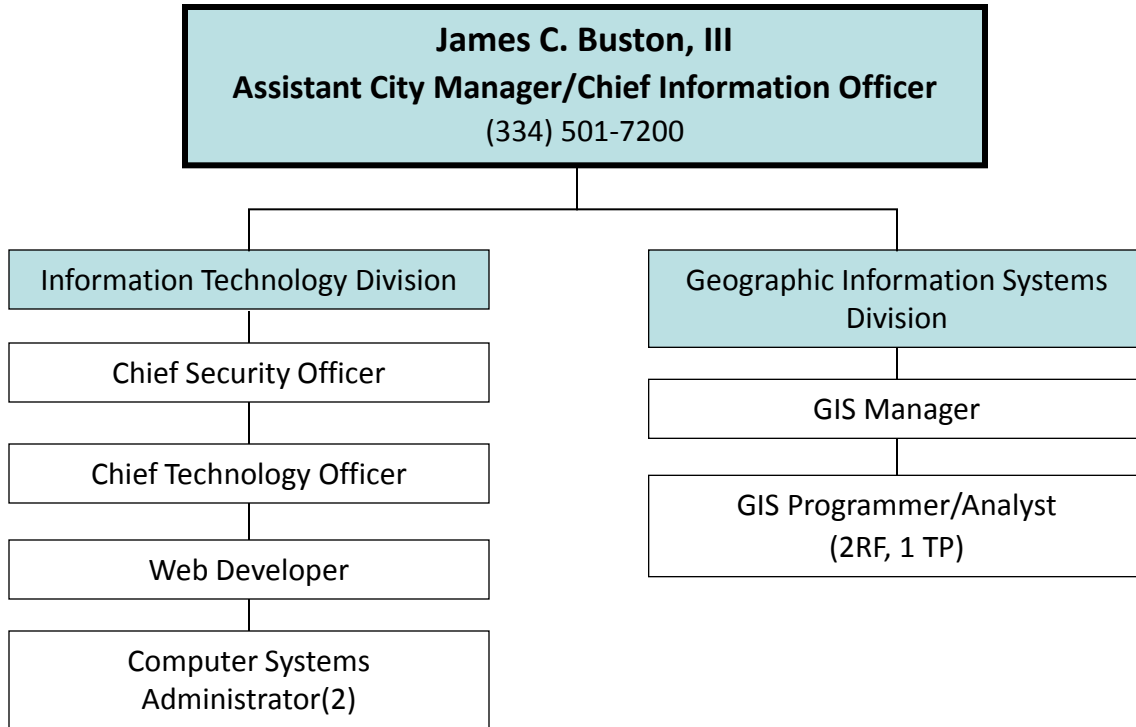 James C. Buston, III
Assistant City Manager/Chief Information Officer
(334) 501-7200
Information Technology Division
Chief Security Officer
Chief Technology Officer
Web Developer
Computer Systems
Administrator(2)
Geographic Information Systems
Division
GIS Manager
GIS Programmer/Analyst
(2RF, 1 TP)